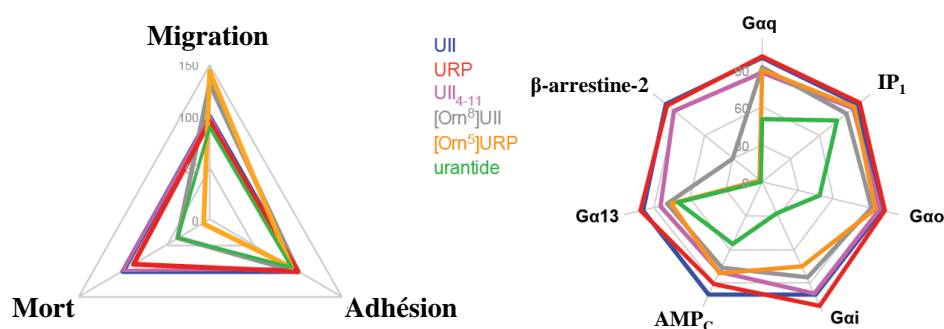 Migration
150
100
0
Mort
Adhésion
UII
URP
UII4-11
[Orn8]UII
[Orn5]URP
urantide
Gαq
90
60
30
0
β-arrestine-2
IP1
Gα13
Gαo
AMPC
Gαi